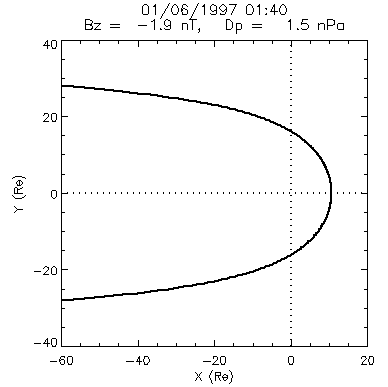 01/06/1997 01:40
Bz = -1.9 nT, Dp = 1.5 nPa
40
20
0
-20
-40
Y (Re)
-60 -40 -20 0 20
X (Re)